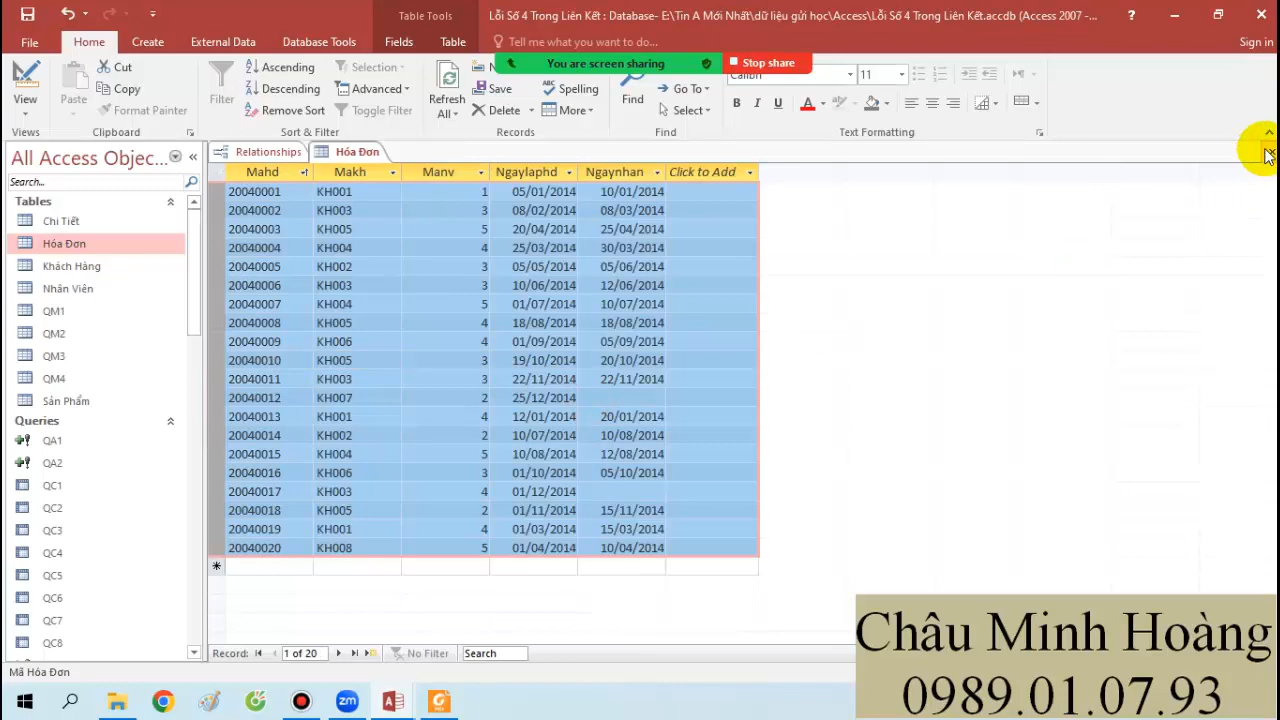 Table Tools
Lỗi Số 4 Trong Liên Kết : Database- E:\Tin A Mới Nhất\dữ liệu gửi học\Access\Lỗi Số 4 Trong Liên Kết.accdb (Access 2007 -...
File Home Create External Data Database Tools Fields Table Tell me what you want to do... Sign in
You are screen sharing Stop share
View Paste Cut Copy Format Painter
Filter Ascending Descending Remove Sort Selection Advanced Toggle Filter
Refresh All Save Delete Spelling More
Find Go To Select
11
B I U A
Views Clipboard Sort & Filter Records Find Text Formatting
All Access Objec...
Search...
Tables
Chi Tiết
Hóa Đơn
Khách Hàng
Nhân Viên
QM1
QM2
QM3
QM4
Sản Phẩm
Queries
QA1
QA2
QC1
QC2
QC3
QC4
QC5
QC6
QC7
QC8
Relationships Hóa Đơn
Mahd Makh Manv Ngaylaphd Ngaynhan Click to Add
20040001 KH001 1 05/01/2014 10/01/2014
20040002 KH003 3 08/02/2014 08/03/2014
20040003 KH005 5 20/04/2014 25/04/2014
20040004 KH004 4 25/03/2014 30/03/2014
20040005 KH002 3 05/05/2014 05/06/2014
20040006 KH003 3 10/06/2014 12/06/2014
20040007 KH004 5 01/07/2014 10/07/2014
20040008 KH005 4 18/08/2014 18/08/2014
20040009 KH006 4 01/09/2014 05/09/2014
20040010 KH005 3 19/10/2014 20/10/2014
20040011 KH003 3 22/11/2014 22/11/2014
20040012 KH007 2 25/12/2014
20040013 KH001 4 12/01/2014 20/01/2014
20040014 KH002 2 10/07/2014 10/08/2014
20040015 KH004 5 10/08/2014 12/08/2014
20040016 KH006 3 01/10/2014 05/10/2014
20040017 KH003 4 01/12/2014
20040018 KH005 2 01/11/2014 15/11/2014
20040019 KH001 4 01/03/2014 15/03/2014
20040020 KH008 5 01/04/2014 10/04/2014
Record: 1 of 20 No Filter Search
Mã Hóa Đơn
Châu Minh Hoàng
0989.01.07.93